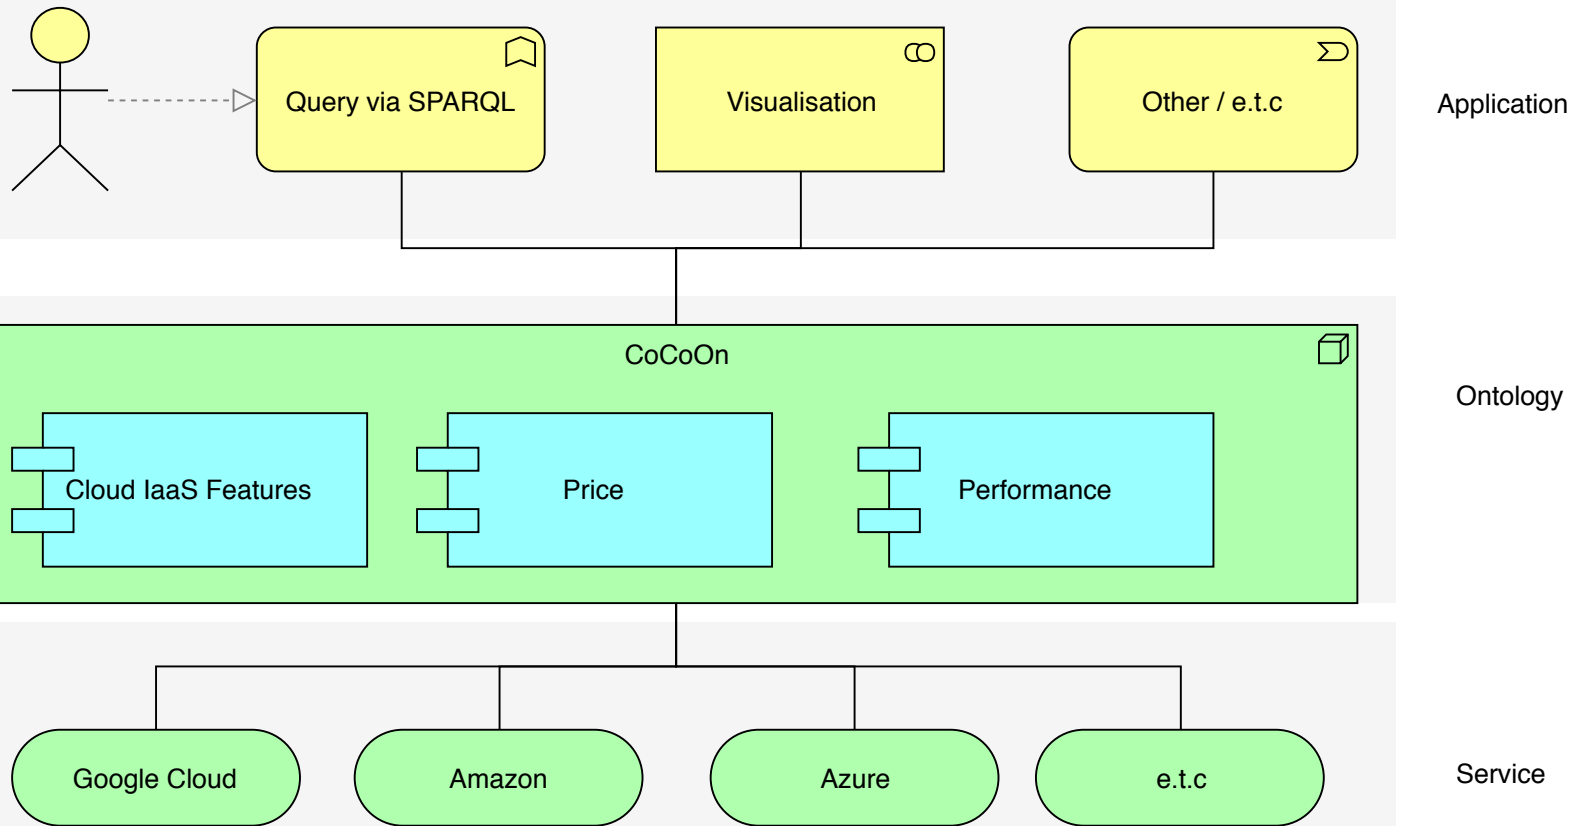 Query via SPARQL
Visualisation
Other / e.t.c
Application
CoCoOn
Ontology
Cloud IaaS Features
Price
Performance
Google Cloud
Amazon
Azure
e.t.c
Service